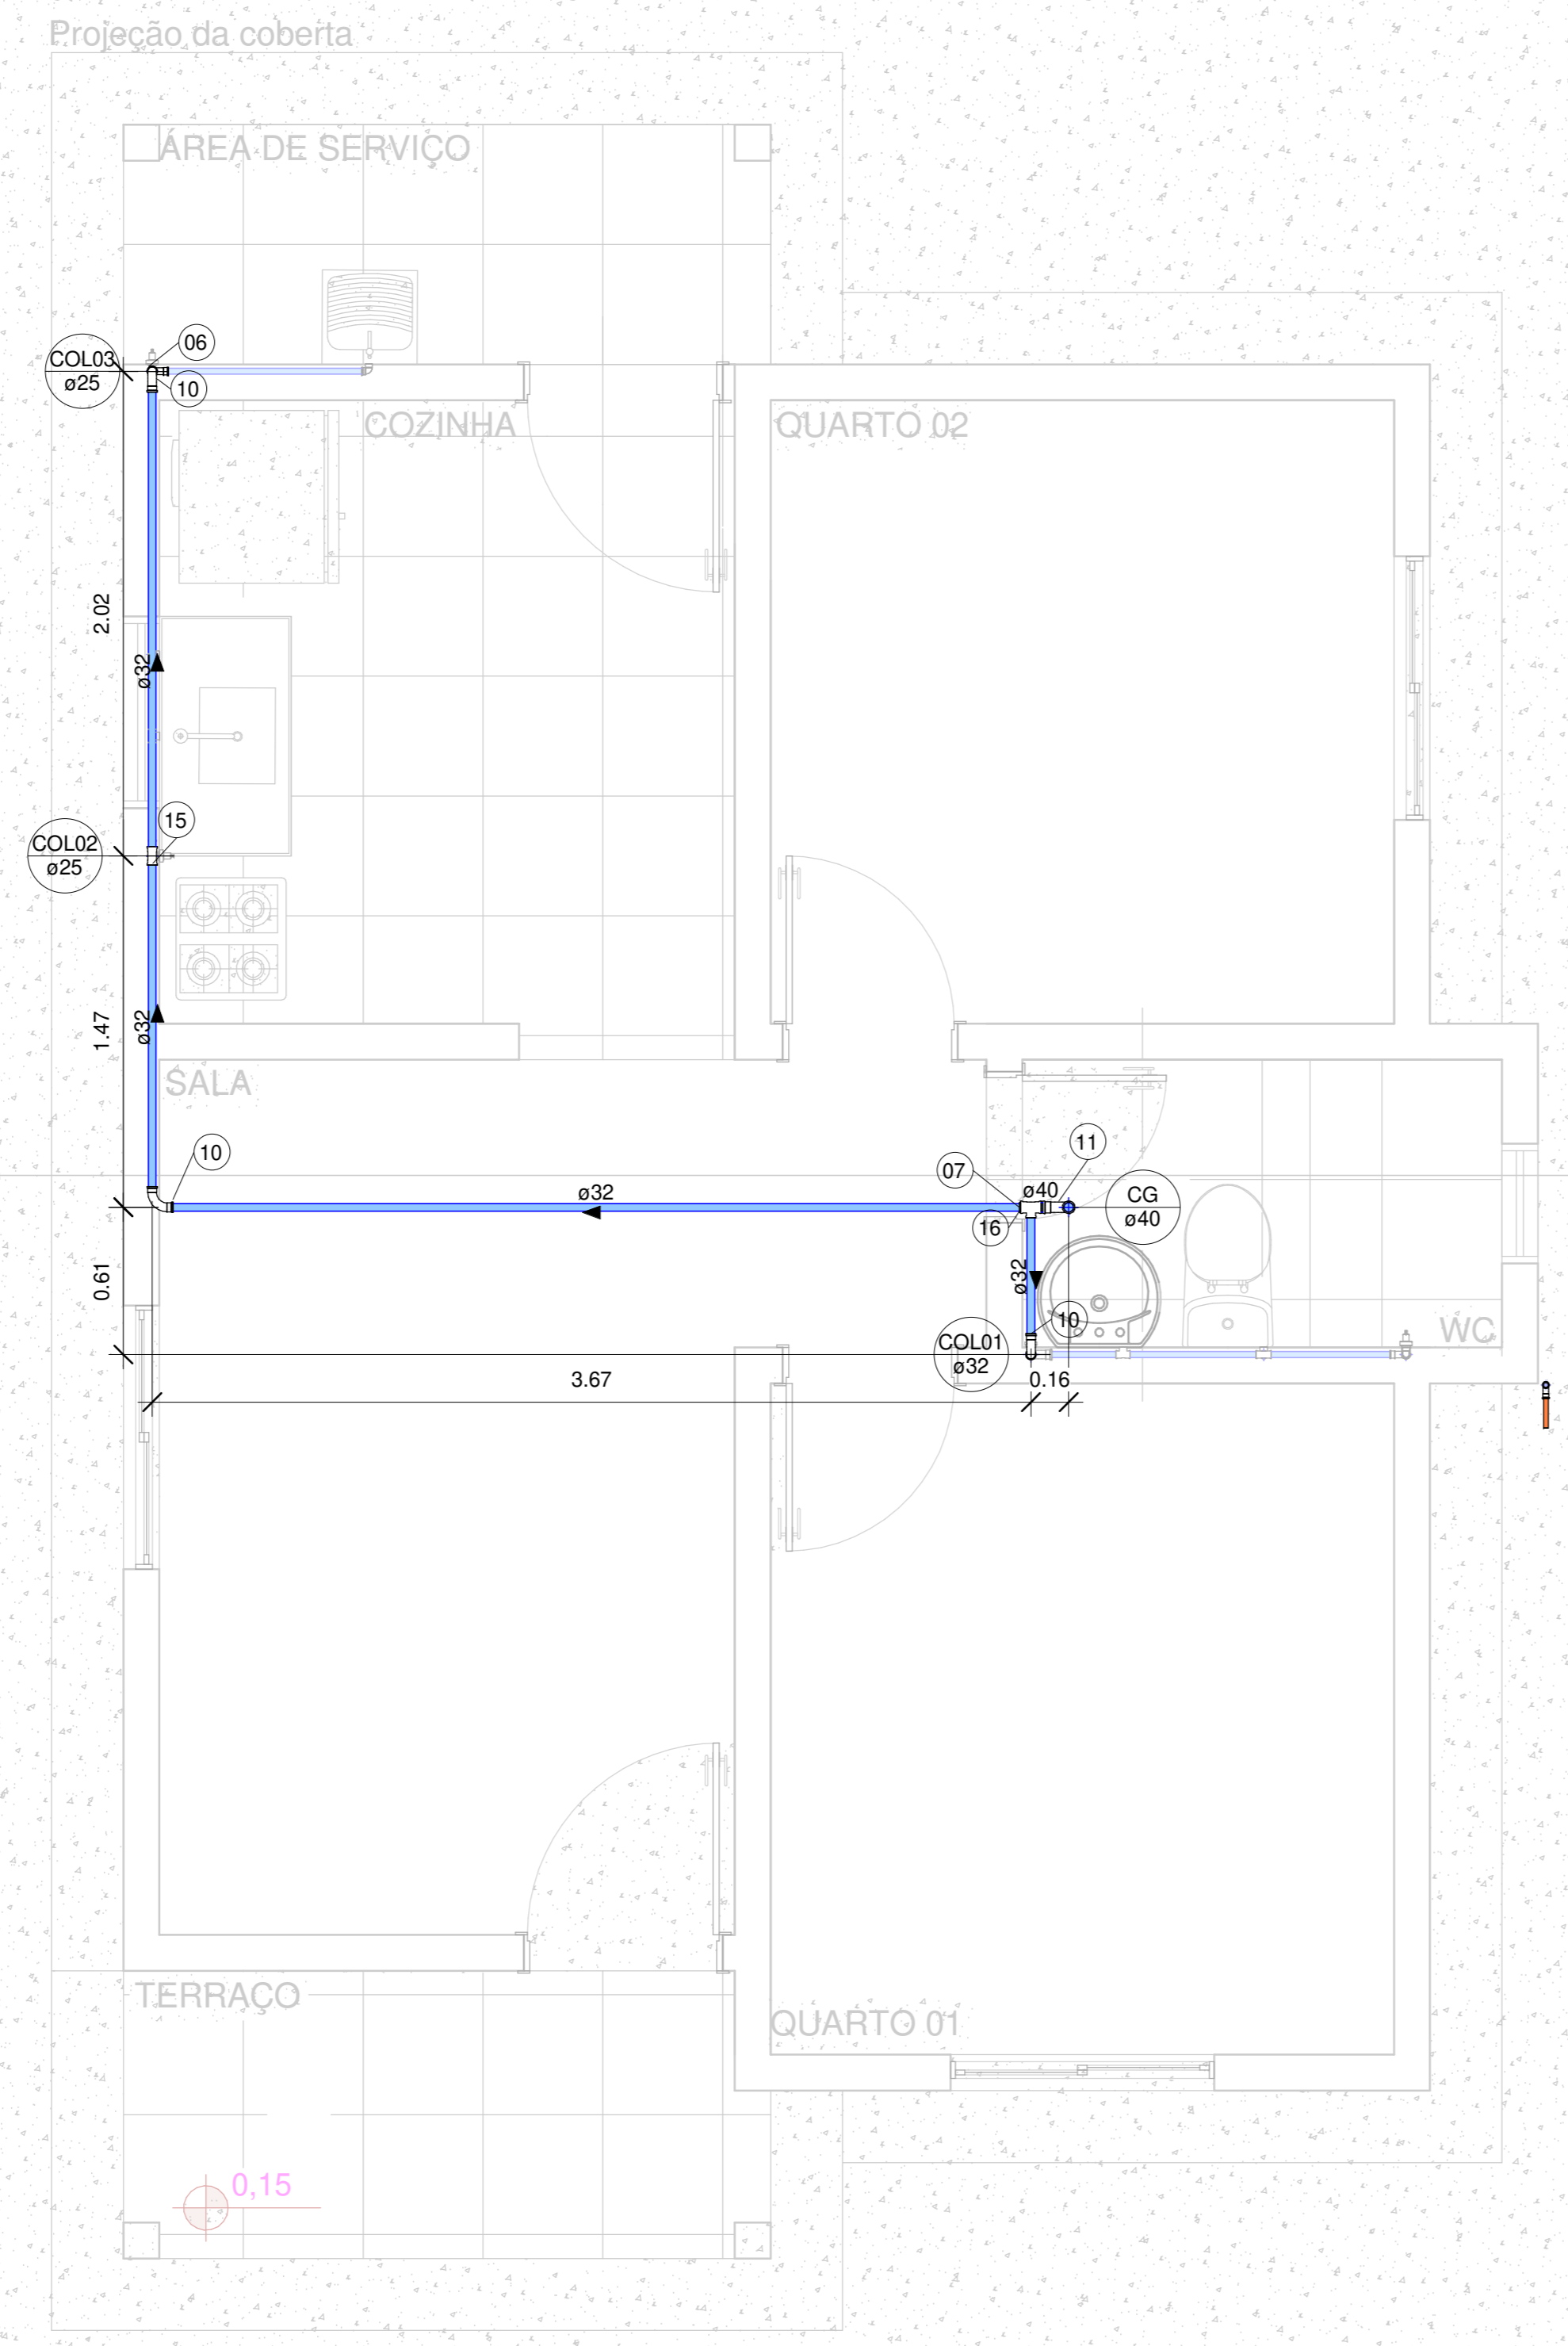 Projeção da coberta
ÁREA DE SERVIÇO
06
COL03
ø25
10
COZINHA
QUARTO 02
2.02
ø32
15
COL02
ø25
1.47
ø32
SALA
10
11
07
ø32
ø40
CG
ø40
16
0.61
ø32
10
WC
COL01
ø32
3.67
0.16
TERRAÇO
QUARTO 01
0,15